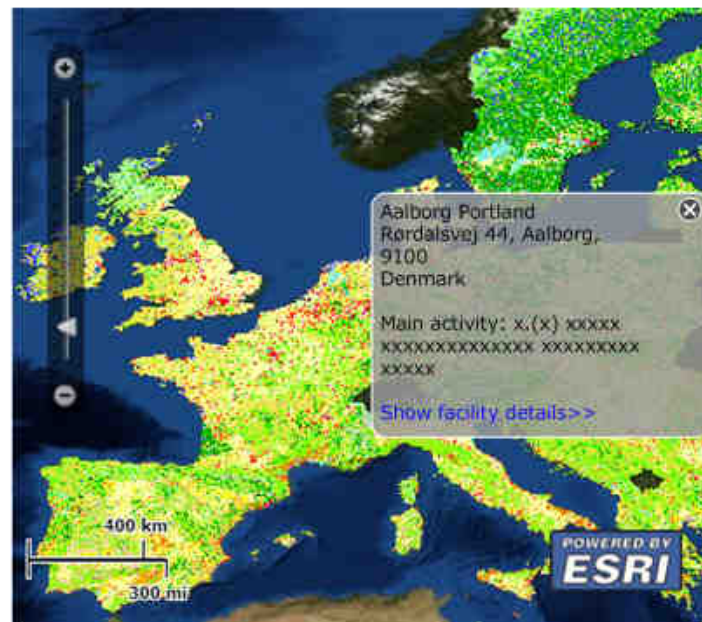 Aalborg Portland
Rørdalsvej 44, Aalborg,
9100
Denmark
Main activity: x.(x) xxxxx
xxxxxxxxxxxxxx xxxxxxxxx
xxxxx
Show facility details>>
400 km
300 mi
POWERED BY
ESRI